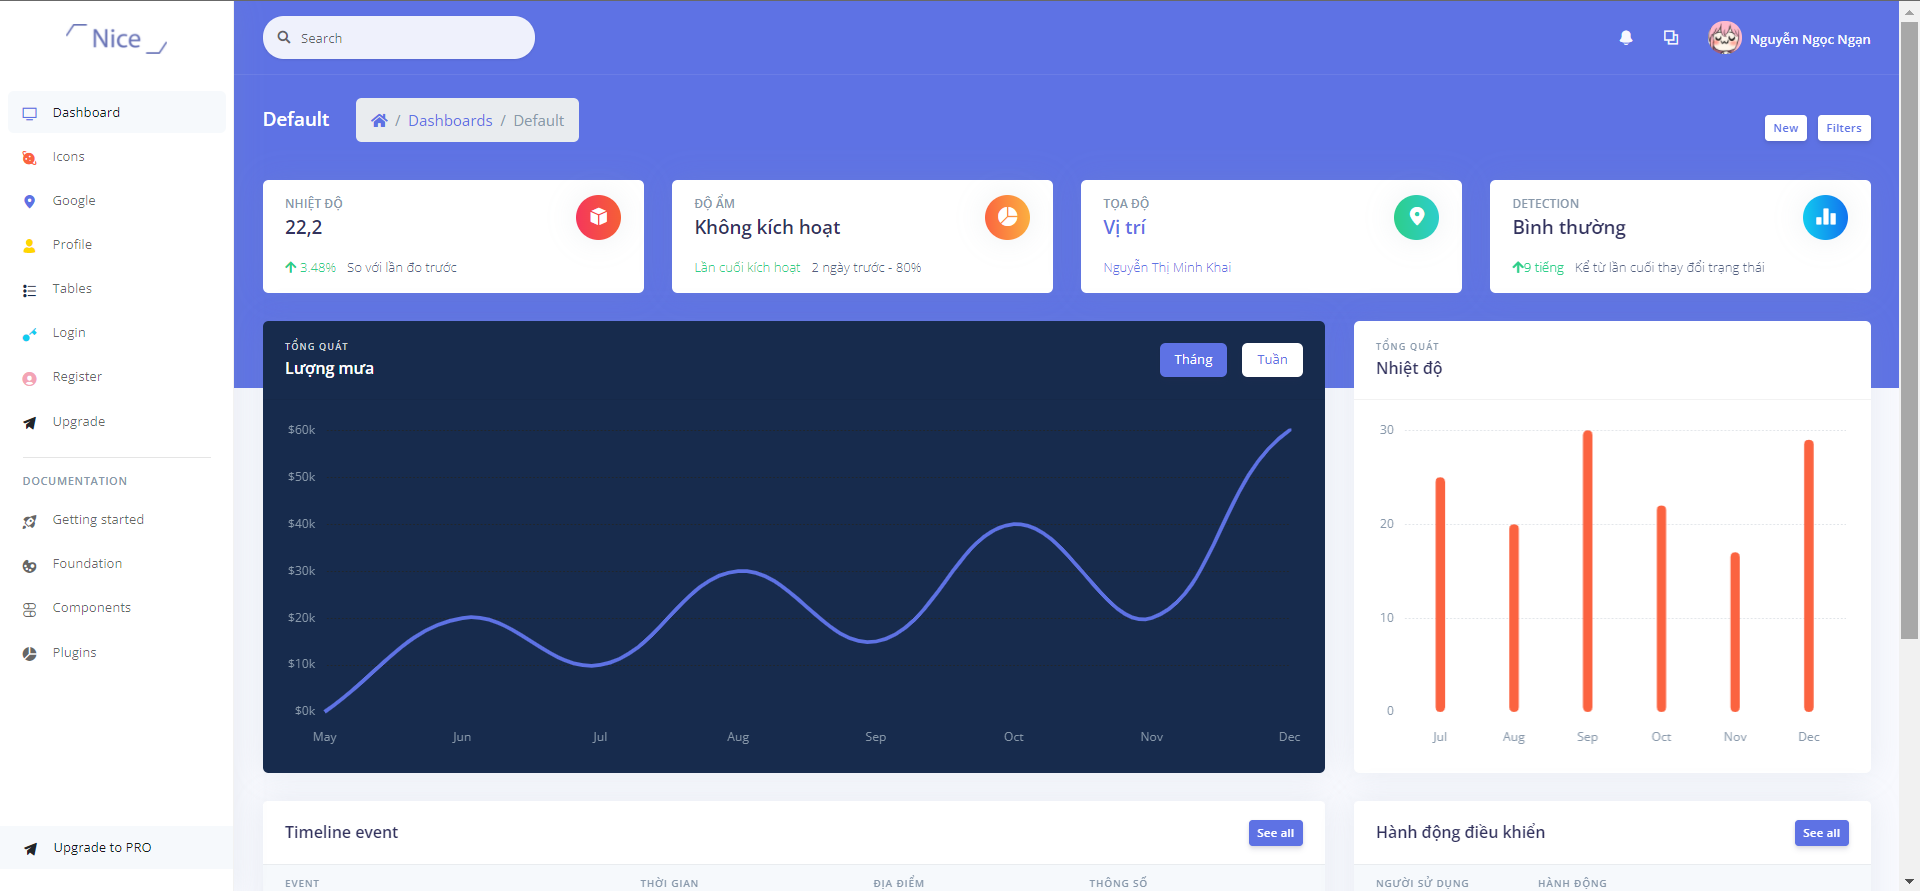 Nice
Search
Nguyễn Ngọc Ngạn
Dashboard
Icons
Google
Profile
Tables
Login
Register
Upgrade
DOCUMENTATION
Getting started
Foundation
Components
Plugins
Upgrade to PRO
Default
/ Dashboards / Default
New
Filters
NHIỆT ĐỘ
22,2
3.48% So với lần đo trước
ĐỘ ẨM
Không kích hoạt
Lần cuối kích hoạt 2 ngày trước - 80%
TỌA ĐỘ
Vị trí
Nguyễn Thị Minh Khai
DETECTION
Bình thường
9 tiếng Kể từ lần cuối thay đổi trạng thái
TỔNG QUÁT
Lượng mưa
Tháng
Tuần
$60k
$50k
$40k
$30k
$20k
$10k
$0k
May Jun Jul Aug Sep Oct Nov Dec
TỔNG QUÁT
Nhiệt độ
30
20
10
0
Jul Aug Sep Oct Nov Dec
Timeline event
See all
EVENT THỜI GIAN ĐỊA ĐIỂM THÔNG SỐ
Hành động điều khiển
See all
NGƯỜI SỬ DỤNG HÀNH ĐỘNG